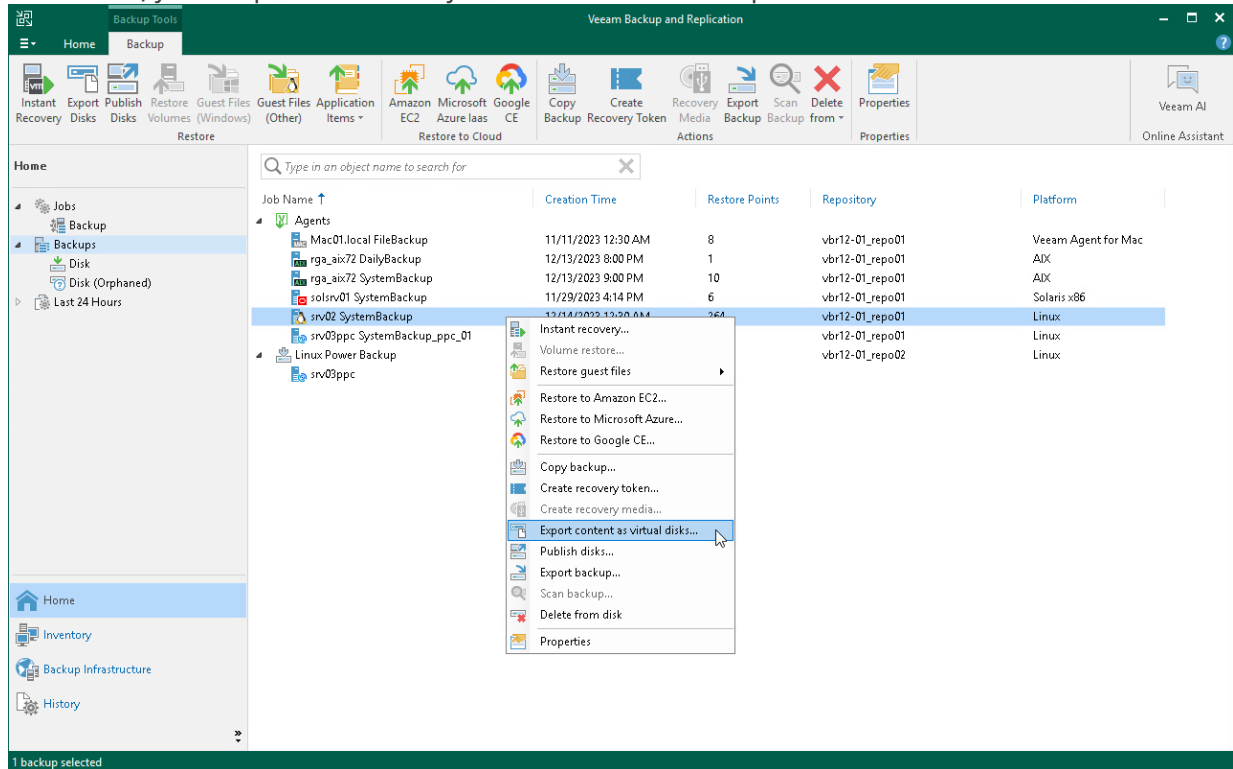 Backup Tools
Veeam Backup and Replication
Home Backup
Instant Recovery
Export Disks
Publish Disks
Restore Volumes
Guest Files (Windows)
Guest Files (Other)
Application Items
Amazon EC2
Microsoft Azure Iaas
Google CE
Copy Backup
Create Recovery Token
Recovery Media
Export Backup
Scan Backup
Delete from
Properties
Veeam AI
Restore
Restore to Cloud
Actions
Properties
Online Assistant
Home
Type in an object name to search for
Jobs
Backup
Backups
Disk
Disk (Orphaned)
Last 24 Hours
Job Name Creation Time Restore Points Repository Platform
Agents
Mac01.local FileBackup 11/11/2023 12:30 AM 8 vbr12-01_repo01 Veeam Agent for Mac
rga_aix72 DailyBackup 12/13/2023 8:00 PM 1 vbr12-01_repo01 AIX
rga_aix72 SystemBackup 12/13/2023 9:00 PM 10 vbr12-01_repo01 AIX
solsrv01 SystemBackup 11/29/2023 4:14 PM 6 vbr12-01_repo01 Solaris x86
srv02 SystemBackup 12/14/2023 12:30 AM 264 vbr12-01_repo01 Linux
srv03ppc SystemBackup_ppc_01 vbr12-01_repo01 Linux
Linux Power Backup vbr12-01_repo02 Linux
srv03ppc
Instant recovery...
Volume restore...
Restore guest files
Restore to Amazon EC2...
Restore to Microsoft Azure...
Restore to Google CE...
Copy backup...
Create recovery token...
Create recovery media...
Export content as virtual disks...
Publish disks...
Export backup...
Scan backup...
Delete from disk
Properties
Home
Inventory
Backup Infrastructure
History
1 backup selected